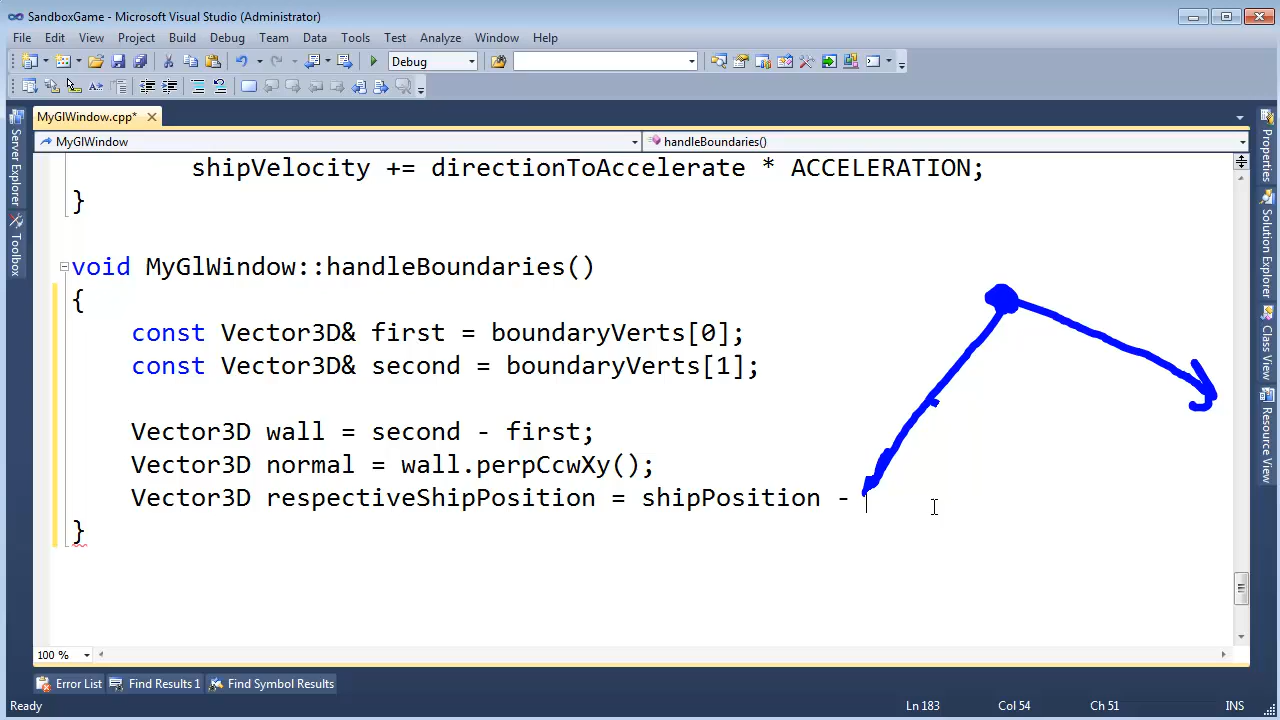 SandboxGame - Microsoft Visual Studio (Administrator)
File Edit View Project Build Debug Team Data Tools Test Analyze Window Help
Debug
MyGlWindow.cpp*
MyGlWindow handleBoundaries()
shipVelocity += directionToAccelerate * ACCELERATION;
}
void MyGlWindow::handleBoundaries()
{
const Vector3D& first = boundaryVerts[0];
const Vector3D& second = boundaryVerts[1];
Vector3D wall = second - first;
Vector3D normal = wall.perpCcwXy();
Vector3D respectiveShipPosition = shipPosition -
}
100 %
Error List Find Results 1 Find Symbol Results
Ready Ln 183 Col 54 Ch 51 INS
Server Explorer
Toolbox
Properties
Solution Explorer
Class View
Resource View